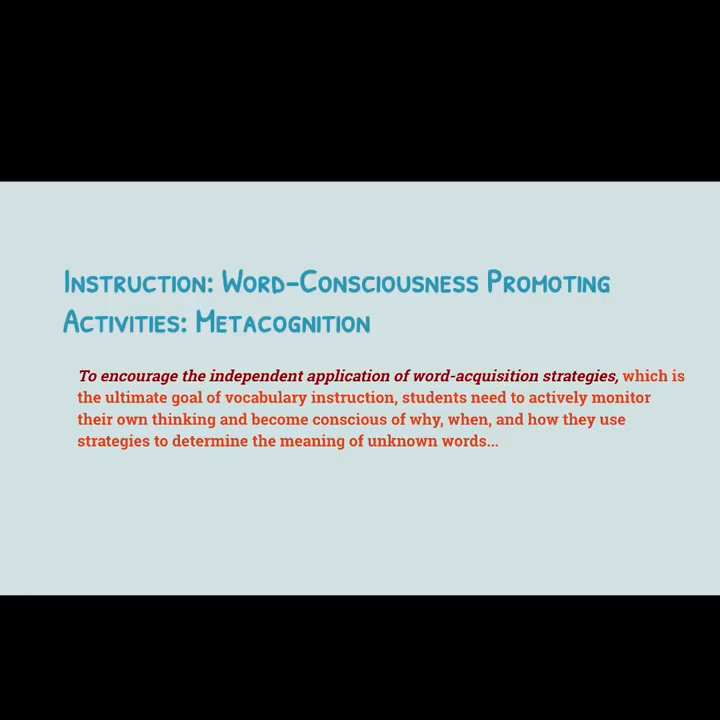 Instruction: Word-Consciousness Promoting
Activities: Metacognition
To encourage the independent application of word-acquisition strategies, which is
the ultimate goal of vocabulary instruction, students need to actively monitor
their own thinking and become conscious of why, when, and how they use
strategies to determine the meaning of unknown words...